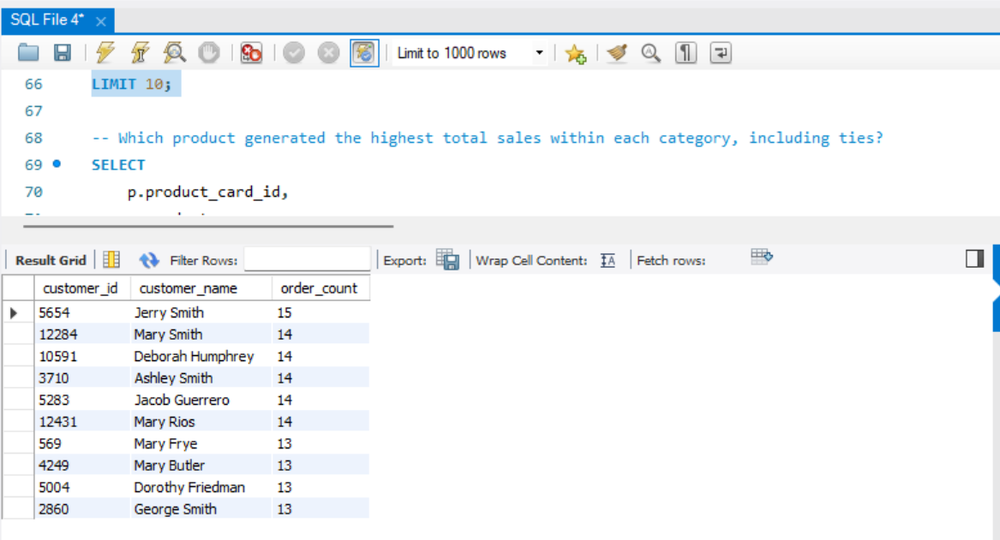 SQL File 4*
Limit to 1000 rows
66 LIMIT 10;
67
68 -- Which product generated the highest total sales within each category, including ties?
69 SELECT
70 p.product_card_id,
Result Grid Filter Rows: Export: Wrap Cell Content: Fetch rows:
customer_id customer_name order_count
5654 Jerry Smith 15
12284 Mary Smith 14
10591 Deborah Humphrey 14
3710 Ashley Smith 14
5283 Jacob Guerrero 14
12431 Mary Rios 14
569 Mary Frye 13
4249 Mary Butler 13
5004 Dorothy Friedman 13
2860 George Smith 13